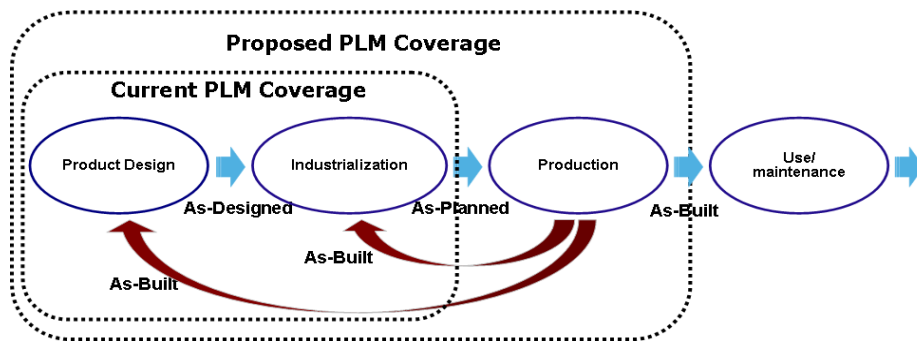 Proposed PLM Coverage
Current PLM Coverage
Product Design
Industrialization
Production
Use/
maintenance
As-Designed
As-Planned
As-Built
As-Built
As-Built